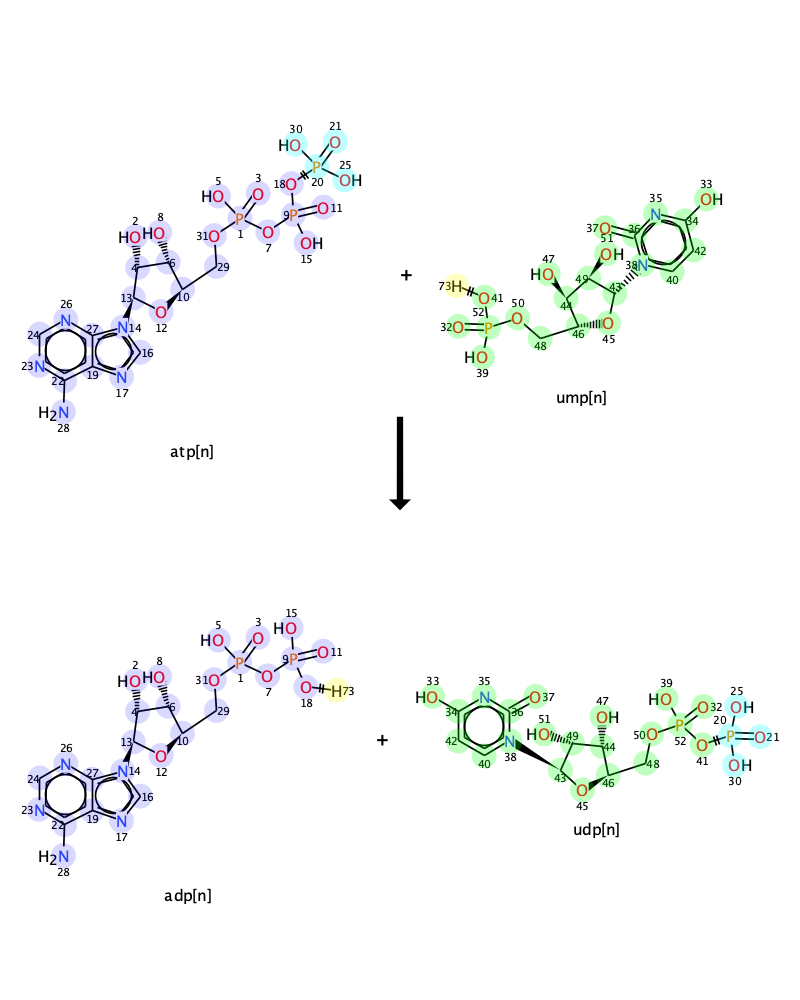 30 21
HO O
5 3 18 P 25
HO O O 20 OH
2 8 P 9 P O 11
HO HO 31 O 1 O OH
4 6 7 15
29
13 10
26 O
N 27 N 14 12
24 16
23 N 19 N
22 17
H₂N
28
atp[n]
+
33
35 OH
37 51 N 34
O 36
47 OH 42
HO 49 38 N
73 H 41 40
O 50 44 43
52 O
32 O P 46 O
HO 48 45
39
ump[n]
15
5 3 HO
HO O 9 P O 11
2 8 P
HO HO 31 O 1 O O H 73
4 6 7 18
29
13 10
26 O
N 27 N 14 12
24 16
23 N 19 N
22 17
H₂N
28
adp[n]
+
33 35 39 25
HO N O 37 47 HO O 32 OH
34 36 51 OH P 20
42 N HO 49 50 O 52 O P O 21
40 38 44 41
43 46 48 OH
O 30
45
udp[n]